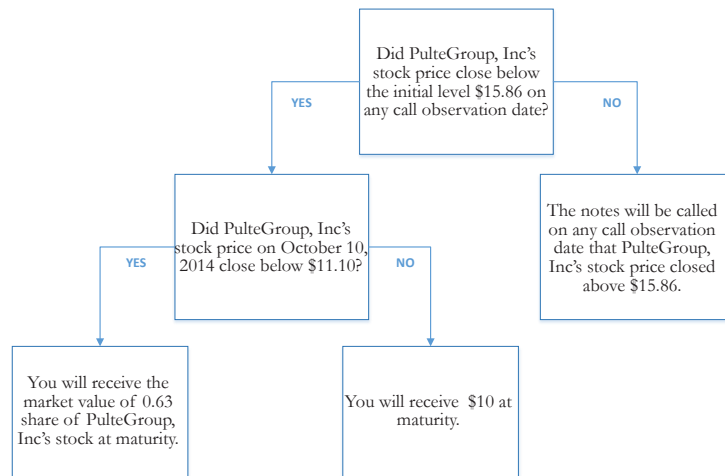 Did PulteGroup, Inc's
stock price close below
the initial level $15.86 on
any call observation date?
YES
NO
Did PulteGroup, Inc's
stock price on October 10,
2014 close below $11.10?
The notes will be called
on any call observation
date that PulteGroup,
Inc's stock price closed
above $15.86.
YES
NO
You will receive the
market value of 0.63
share of PulteGroup,
Inc's stock at maturity.
You will receive $10 at
maturity.